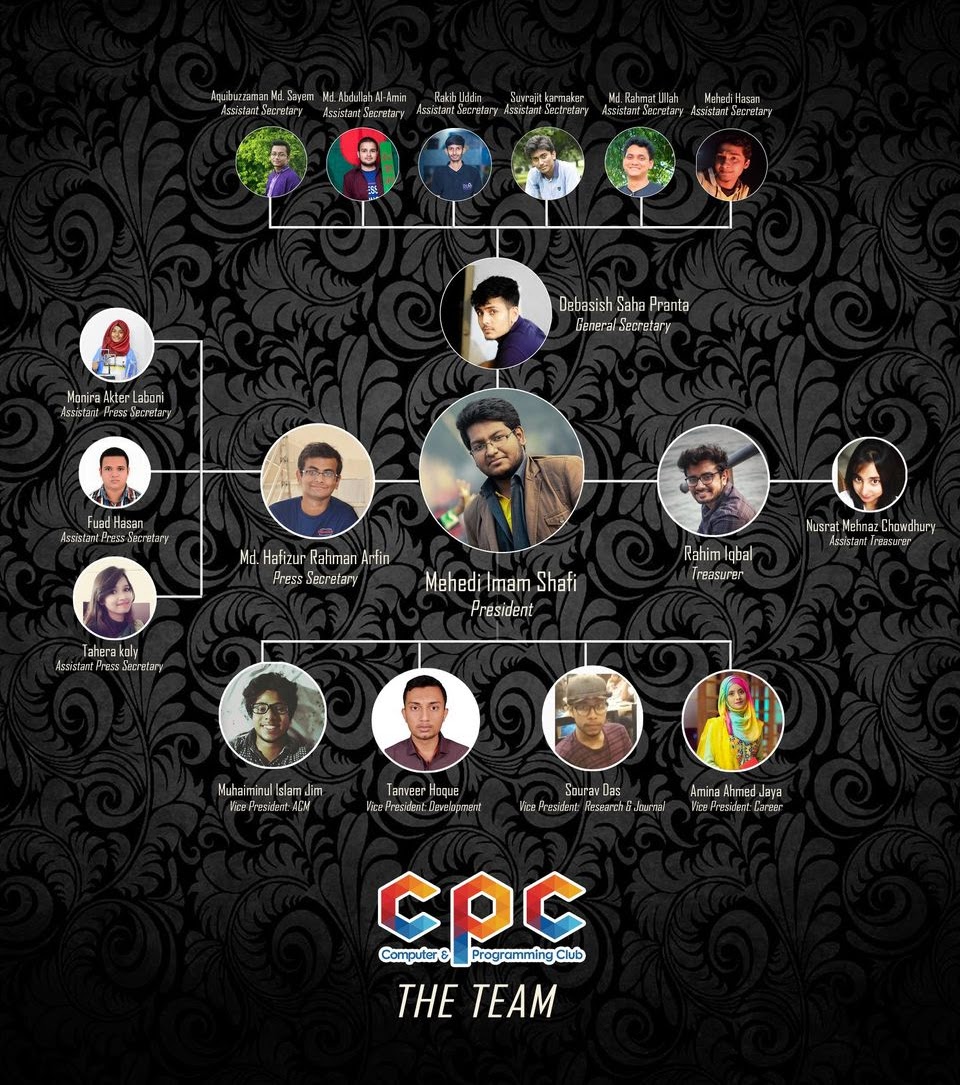 Aquibuzzaman Md. Sayem
Assistant Secretary
Md. Abdullah Al-Amin
Assistant Secretary
Rakib Uddin
Assistant Secretary
Suvrajit karmaker
Assistant Sectretary
Md. Rahmat Ullah
Assistant Secretary
Mehedi Hasan
Assistant Secretary
Debasish Saha Pranta
General Secretary
Monira Akter Laboni
Assistant Press Secretary
Fuad Hasan
Assistant Press Secretary
Tahera koly
Assistant Press Secretary
Md. Hafizur Rahman Arfin
Press Secretary
Mehedi Imam Shafi
President
Rahim Iqbal
Treasurer
Nusrat Mehnaz Chowdhury
Assistant Treasurer
Muhaiminul Islam Jim
Vice President: ACM
Tanveer Hoque
Vice President: Development
Sourav Das
Vice President: Research & Journal
Amina Ahmed Jaya
Vice President: Career
cpc
Computer & Programming Club
THE TEAM